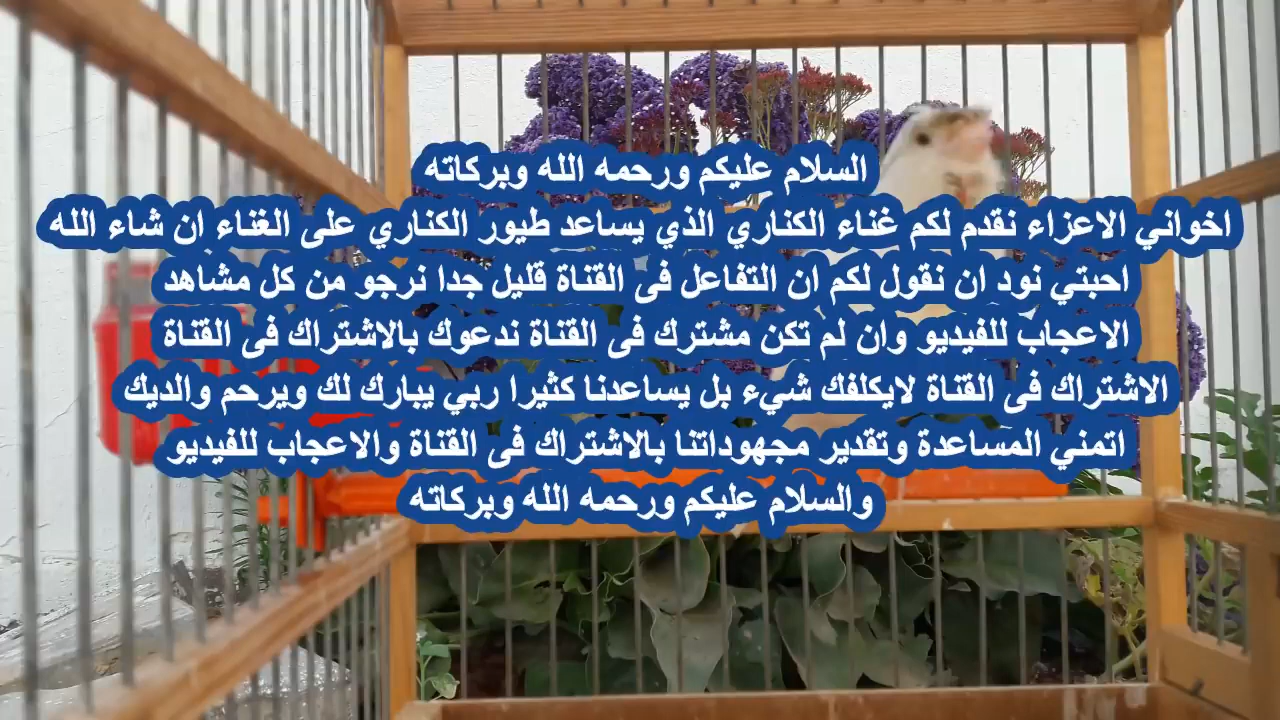 السلام عليكم ورحمه الله وبركاته
اخواني الاعزاء نقدم لكم غناء الكناري الذي يساعد طيور الكناري على الغناء ان شاء الله
احبتي نود ان نقول لكم ان التفاعل فى القناة قليل جدا نرجو من كل مشاهد
الاعجاب للفيديو وان لم تكن مشترك فى القناة ندعوك بالاشتراك فى القناة
الاشتراك فى القناة لايكلفك شيء بل يساعدنا كثيرا ربي يبارك لك ويرحم والديك
اتمني المساعدة وتقدير مجهوداتنا بالاشتراك فى القناة والاعجاب للفيديو
والسلام عليكم ورحمه الله وبركاته